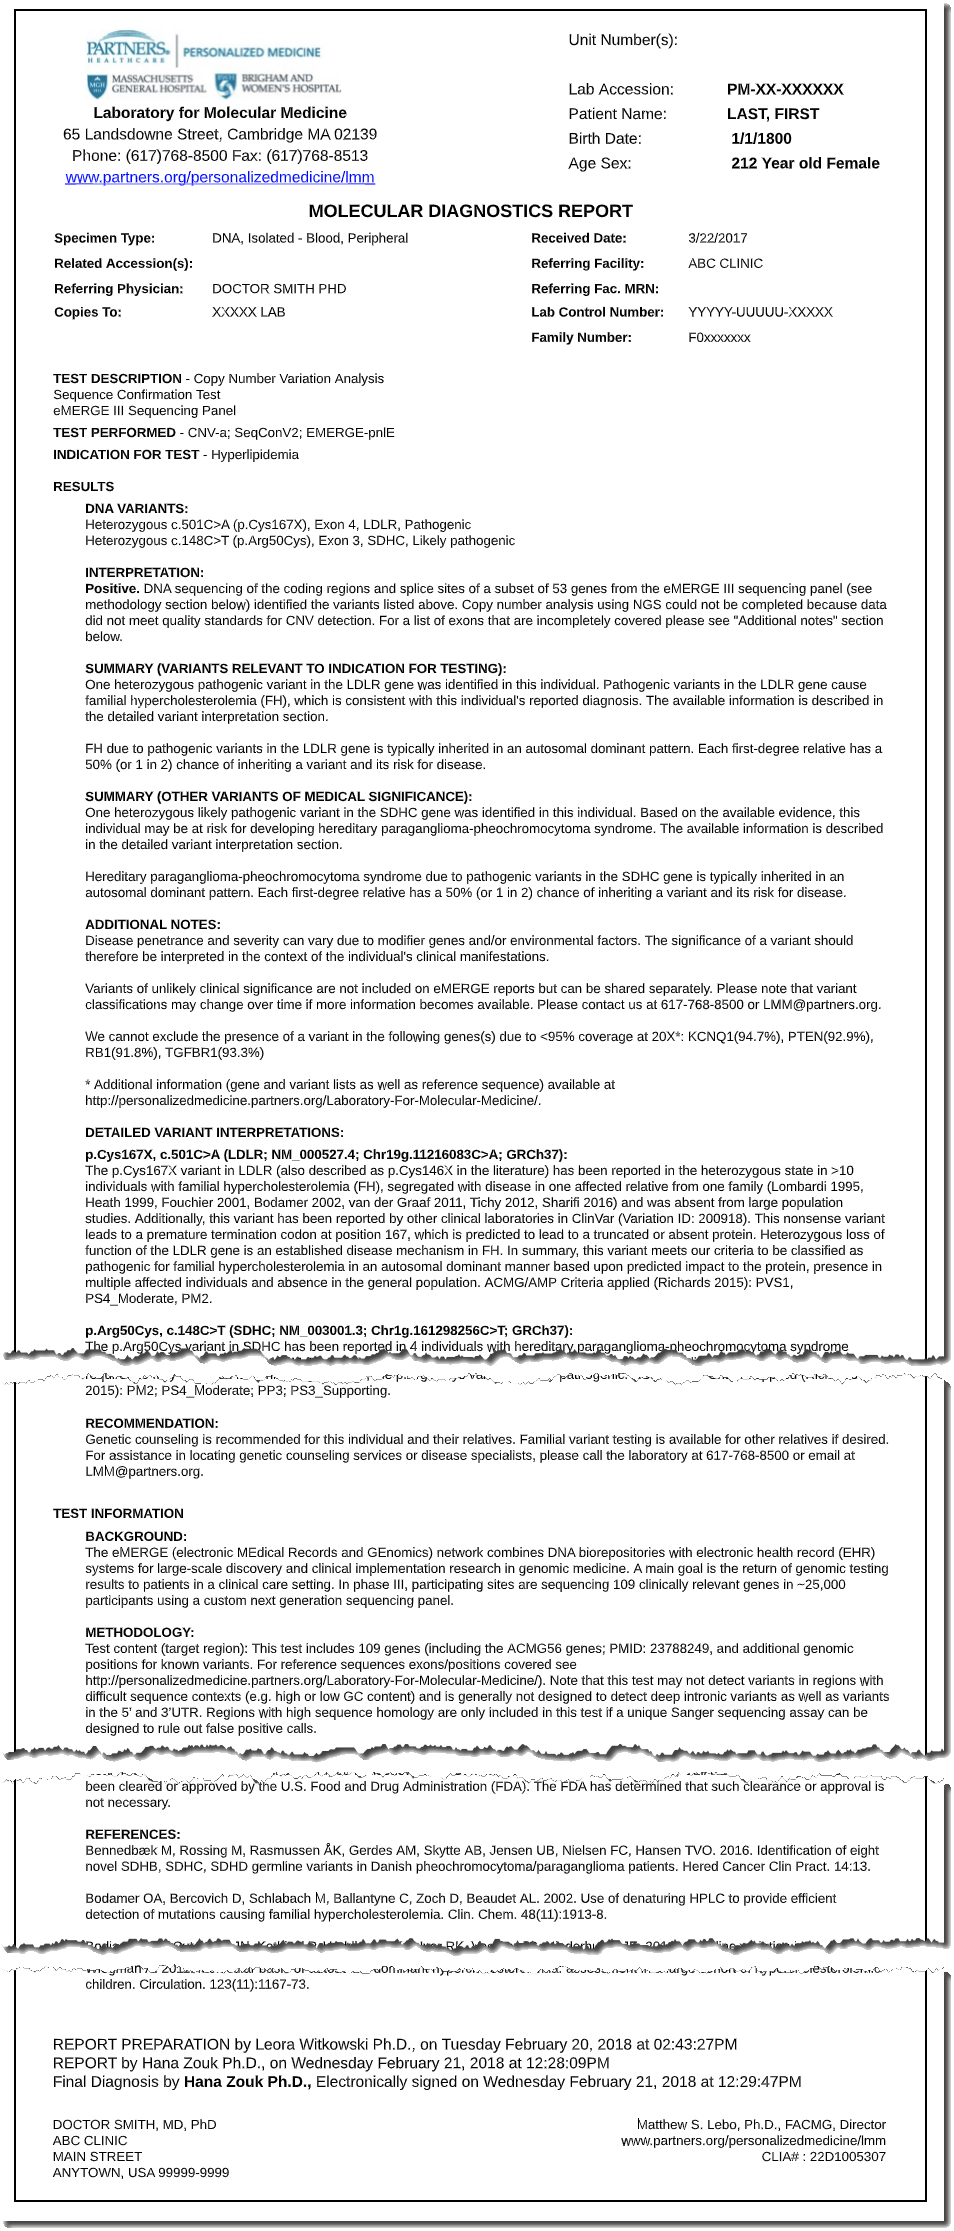 PARTNERS.
HEALTHCARE
PERSONALIZED MEDICINE
MGH
1811
MASSACHUSETTS
GENERAL HOSPITAL
BRIGHAM AND
WOMEN'S HOSPITAL
Laboratory for Molecular Medicine
65 Landsdowne Street, Cambridge MA 02139
Phone: (617)768-8500 Fax: (617)768-8513
www.partners.org/personalizedmedicine/lmm
Unit Number(s):
Lab Accession: PM-XX-XXXXXX
Patient Name: LAST, FIRST
Birth Date: 1/1/1800
Age Sex: 212 Year old Female
MOLECULAR DIAGNOSTICS REPORT
Specimen Type: DNA, Isolated - Blood, Peripheral Received Date: 3/22/2017
Related Accession(s): Referring Facility: ABC CLINIC
Referring Physician: DOCTOR SMITH PHD Referring Fac. MRN:
Copies To: XXXXX LAB Lab Control Number: YYYYY-UUUUU-XXXXX
Family Number: F0xxxxxxx
TEST DESCRIPTION - Copy Number Variation Analysis
Sequence Confirmation Test
eMERGE III Sequencing Panel
TEST PERFORMED - CNV-a; SeqConV2; EMERGE-pnlE
INDICATION FOR TEST - Hyperlipidemia
RESULTS
DNA VARIANTS:
Heterozygous c.501C>A (p.Cys167X), Exon 4, LDLR, Pathogenic
Heterozygous c.148C>T (p.Arg50Cys), Exon 3, SDHC, Likely pathogenic
INTERPRETATION:
Positive. DNA sequencing of the coding regions and splice sites of a subset of 53 genes from the eMERGE III sequencing panel (see
methodology section below) identified the variants listed above. Copy number analysis using NGS could not be completed because data
did not meet quality standards for CNV detection. For a list of exons that are incompletely covered please see "Additional notes" section
below.
SUMMARY (VARIANTS RELEVANT TO INDICATION FOR TESTING):
One heterozygous pathogenic variant in the LDLR gene was identified in this individual. Pathogenic variants in the LDLR gene cause
familial hypercholesterolemia (FH), which is consistent with this individual's reported diagnosis. The available information is described in
the detailed variant interpretation section.
FH due to pathogenic variants in the LDLR gene is typically inherited in an autosomal dominant pattern. Each first-degree relative has a
50% (or 1 in 2) chance of inheriting a variant and its risk for disease.
SUMMARY (OTHER VARIANTS OF MEDICAL SIGNIFICANCE):
One heterozygous likely pathogenic variant in the SDHC gene was identified in this individual. Based on the available evidence, this
individual may be at risk for developing hereditary paraganglioma-pheochromocytoma syndrome. The available information is described
in the detailed variant interpretation section.
Hereditary paraganglioma-pheochromocytoma syndrome due to pathogenic variants in the SDHC gene is typically inherited in an
autosomal dominant pattern. Each first-degree relative has a 50% (or 1 in 2) chance of inheriting a variant and its risk for disease.
ADDITIONAL NOTES:
Disease penetrance and severity can vary due to modifier genes and/or environmental factors. The significance of a variant should
therefore be interpreted in the context of the individual's clinical manifestations.
Variants of unlikely clinical significance are not included on eMERGE reports but can be shared separately. Please note that variant
classifications may change over time if more information becomes available. Please contact us at 617-768-8500 or LMM@partners.org.
We cannot exclude the presence of a variant in the following genes(s) due to <95% coverage at 20X*: KCNQ1(94.7%), PTEN(92.9%),
RB1(91.8%), TGFBR1(93.3%)
* Additional information (gene and variant lists as well as reference sequence) available at
http://personalizedmedicine.partners.org/Laboratory-For-Molecular-Medicine/.
DETAILED VARIANT INTERPRETATIONS:
p.Cys167X, c.501C>A (LDLR; NM_000527.4; Chr19g.11216083C>A; GRCh37):
The p.Cys167X variant in LDLR (also described as p.Cys146X in the literature) has been reported in the heterozygous state in >10
individuals with familial hypercholesterolemia (FH), segregated with disease in one affected relative from one family (Lombardi 1995,
Heath 1999, Fouchier 2001, Bodamer 2002, van der Graaf 2011, Tichy 2012, Sharifi 2016) and was absent from large population
studies. Additionally, this variant has been reported by other clinical laboratories in ClinVar (Variation ID: 200918). This nonsense variant
leads to a premature termination codon at position 167, which is predicted to lead to a truncated or absent protein. Heterozygous loss of
function of the LDLR gene is an established disease mechanism in FH. In summary, this variant meets our criteria to be classified as
pathogenic for familial hypercholesterolemia in an autosomal dominant manner based upon predicted impact to the protein, presence in
multiple affected individuals and absence in the general population. ACMG/AMP Criteria applied (Richards 2015): PVS1,
PS4_Moderate, PM2.
p.Arg50Cys, c.148C>T (SDHC; NM_003001.3; Chr1g.161298256C>T; GRCh37):
The p.Arg50Cys variant in SDHC has been reported in 4 individuals with hereditary paraganglioma-pheochromocytoma syndrome
2015): PM2; PS4_Moderate; PP3; PS3_Supporting.
RECOMMENDATION:
Genetic counseling is recommended for this individual and their relatives. Familial variant testing is available for other relatives if desired.
For assistance in locating genetic counseling services or disease specialists, please call the laboratory at 617-768-8500 or email at
LMM@partners.org.
TEST INFORMATION
BACKGROUND:
The eMERGE (electronic MEdical Records and GEnomics) network combines DNA biorepositories with electronic health record (EHR)
systems for large-scale discovery and clinical implementation research in genomic medicine. A main goal is the return of genomic testing
results to patients in a clinical care setting. In phase III, participating sites are sequencing 109 clinically relevant genes in ~25,000
participants using a custom next generation sequencing panel.
METHODOLOGY:
Test content (target region): This test includes 109 genes (including the ACMG56 genes; PMID: 23788249, and additional genomic
positions for known variants. For reference sequences exons/positions covered see
http://personalizedmedicine.partners.org/Laboratory-For-Molecular-Medicine/). Note that this test may not detect variants in regions with
difficult sequence contexts (e.g. high or low GC content) and is generally not designed to detect deep intronic variants as well as variants
in the 5' and 3'UTR. Regions with high sequence homology are only included in this test if a unique Sanger sequencing assay can be
designed to rule out false positive calls.
been cleared or approved by the U.S. Food and Drug Administration (FDA). The FDA has determined that such clearance or approval is
not necessary.
REFERENCES:
Bennedbæk M, Rossing M, Rasmussen ÅK, Gerdes AM, Skytte AB, Jensen UB, Nielsen FC, Hansen TVO. 2016. Identification of eight
novel SDHB, SDHC, SDHD germline variants in Danish pheochromocytoma/paraganglioma patients. Hered Cancer Clin Pract. 14:13.
Bodamer OA, Bercovich D, Schlabach M, Ballantyne C, Zoch D, Beaudet AL. 2002. Use of denaturing HPLC to provide efficient
detection of mutations causing familial hypercholesterolemia. Clin. Chem. 48(11):1913-8.
children. Circulation. 123(11):1167-73.
REPORT PREPARATION by Leora Witkowski Ph.D., on Tuesday February 20, 2018 at 02:43:27PM
REPORT by Hana Zouk Ph.D., on Wednesday February 21, 2018 at 12:28:09PM
Final Diagnosis by Hana Zouk Ph.D., Electronically signed on Wednesday February 21, 2018 at 12:29:47PM
DOCTOR SMITH, MD, PhD
ABC CLINIC
MAIN STREET
ANYTOWN, USA 99999-9999
Matthew S. Lebo, Ph.D., FACMG, Director
www.partners.org/personalizedmedicine/lmm
CLIA# : 22D1005307